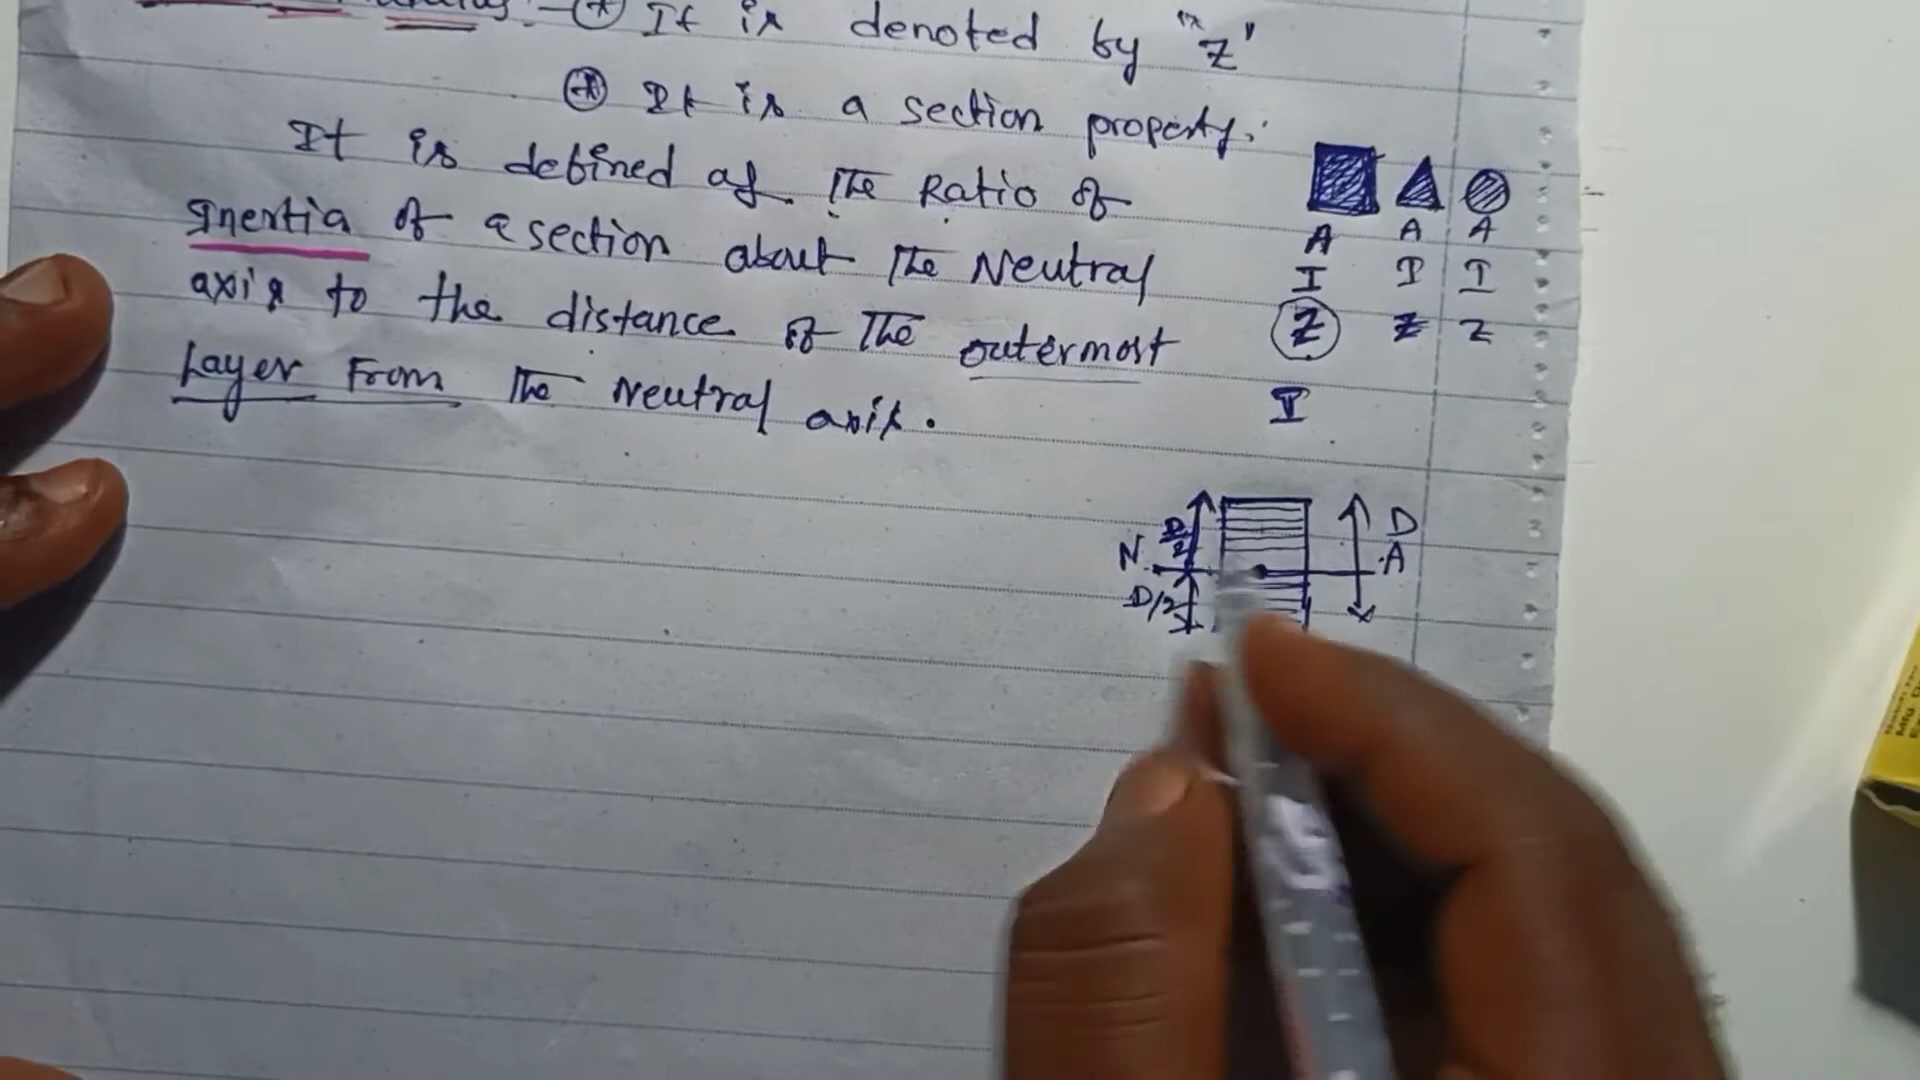 It is denoted by "Z"
It is a section property.
It is defined as the Ratio of
Inertia of a section about the Neutral
axis to the distance of the outermost
Layer From the Neutral axis.
A A A
I I I
Z Z Z
I
D
D/2
N A
D/2